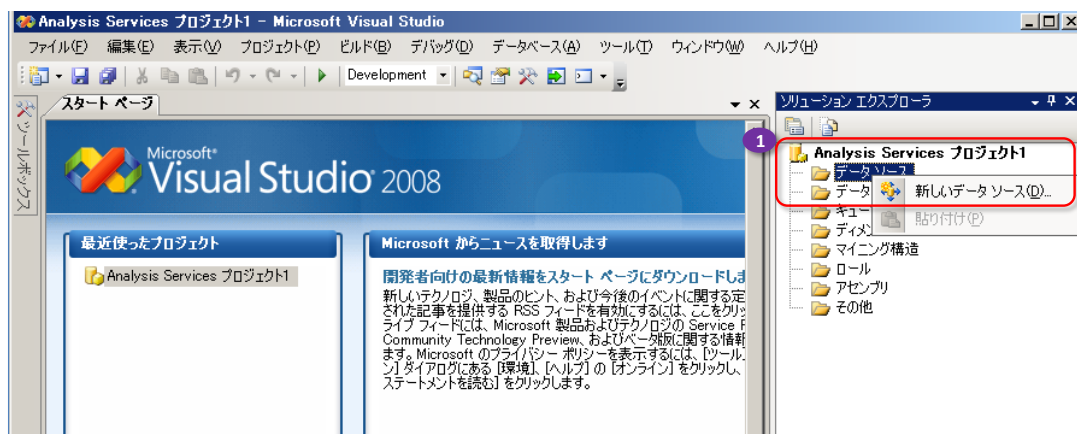 Analysis Services プロジェクト1 - Microsoft Visual Studio
ファイル(F) 編集(E) 表示(V) プロジェクト(P) ビルド(B) デバッグ(D) データベース(A) ツール(T) ウィンドウ(W) ヘルプ(H)
Development
ツールボックス
スタート ページ
Microsoft®
Visual Studio® 2008
最近使ったプロジェクト
Analysis Services プロジェクト1
Microsoft からニュースを取得します
開発者向けの最新情報をスタート ページにダウンロードしま
新しいテクノロジ、製品のヒント、および今後のイベントに関する定
された記事を提供する RSS フィードを有効にするには、ここをクリッ
ライブ フィードには、Microsoft 製品およびテクノロジの Service
Community Technology Preview、およびベータ版に関する情報
ます。Microsoft のプライバシー ポリシーを表示するには、[ツール]
ン] ダイアログにある [環境]、[ヘルプ] の [オンライン] をクリックし、
ステートメントを読む] をクリックします。
ソリューション エクスプローラ
1
Analysis Services プロジェクト1
データ ソース
データ
新しいデータ ソース(D)...
キュー
貼り付け(P)
ディメン
マイニング構造
ロール
アセンブリ
その他